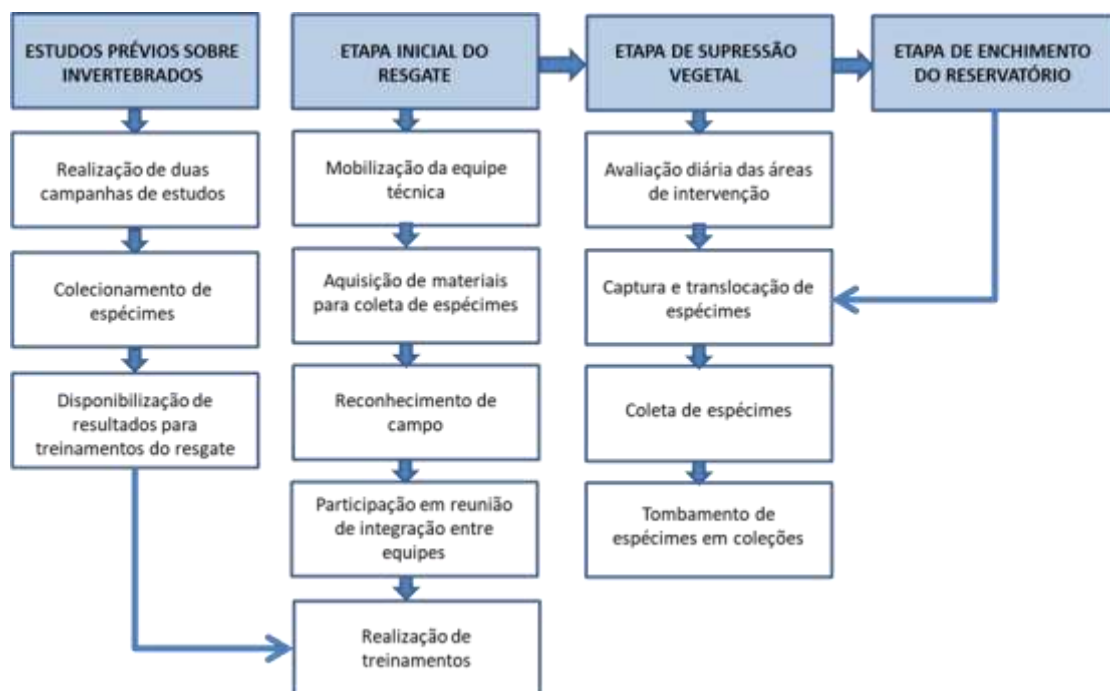 ESTUDOS PRÉVIOS SOBRE
INVERTEBRADOS
Realização de duas
campanhas de estudos
Colecionamento de
espécimes
Disponibilização de
resultados para
treinamentos do resgate
ETAPA INICIAL DO
RESGATE
Mobilização da equipe
técnica
Aquisição de materiais
para coleta de espécimes
Reconhecimento de
campo
Participação em reunião
de integração entre
equipes
Realização de
treinamentos
ETAPA DE SUPRESSÃO
VEGETAL
Avaliação diária das áreas
de intervenção
Captura e translocação de
espécimes
Coleta de espécimes
Tombamento de
espécimes em coleções
ETAPA DE ENCHIMENTO
DO RESERVATÓRIO